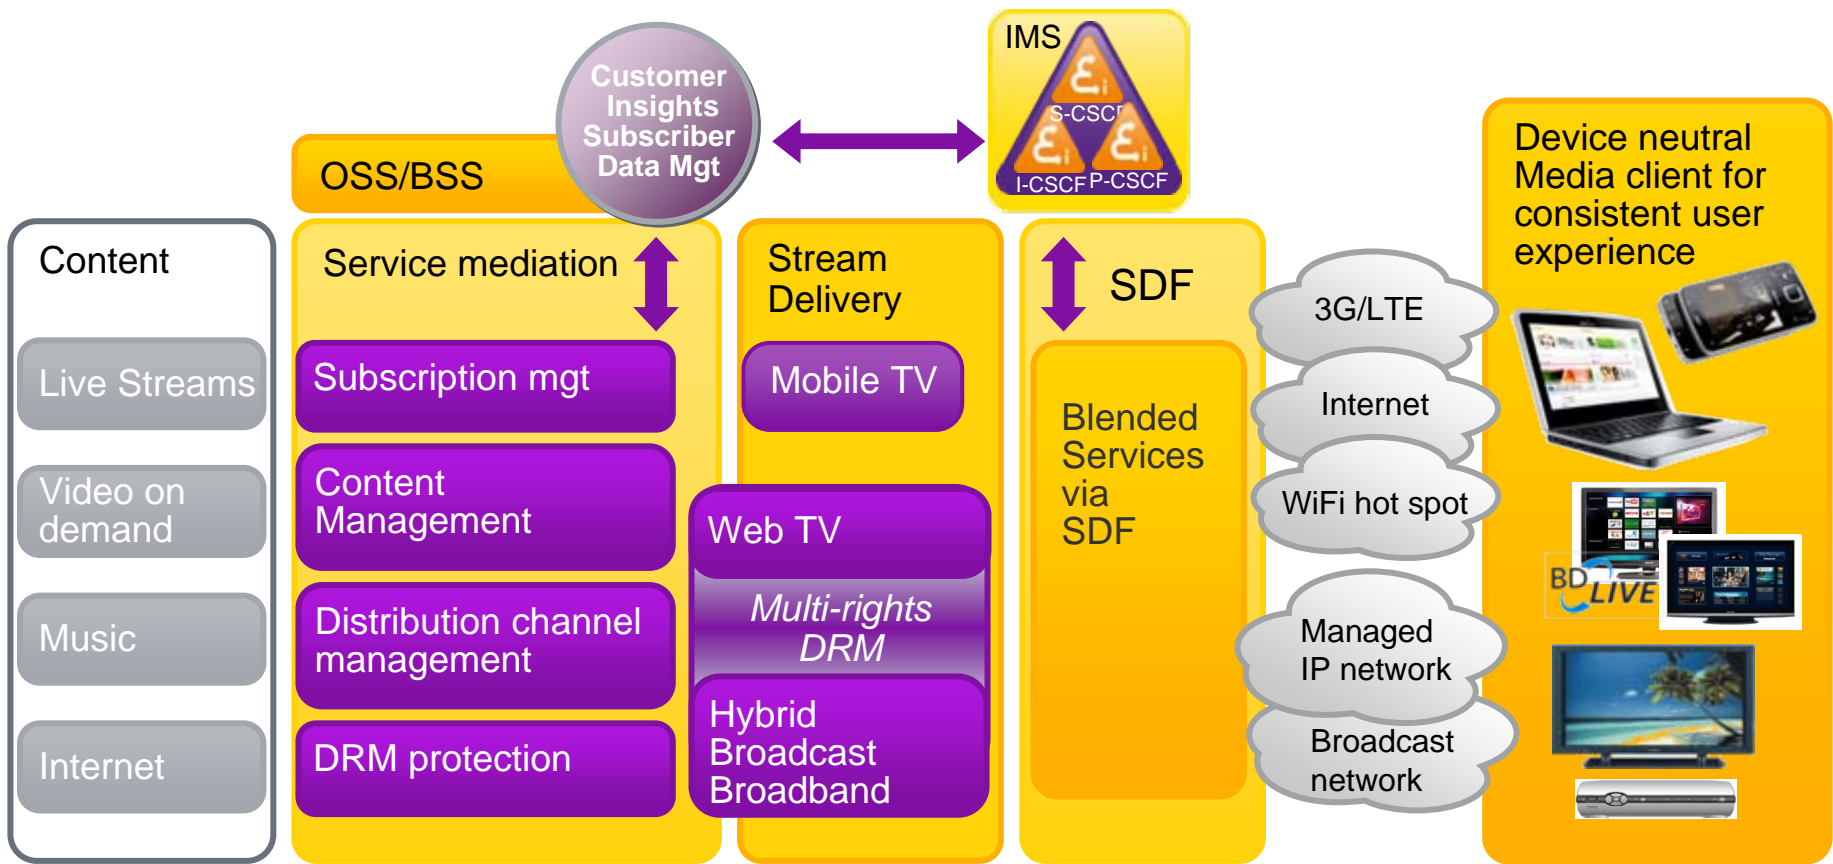 Customer
Insights
Subscriber
Data Mgt
IMS
S-CSCF
I-CSCF
P-CSCF
OSS/BSS
Content
Live Streams
Video on
demand
Music
Internet
Service mediation
Subscription mgt
Content
Management
Distribution channel
management
DRM protection
Stream
Delivery
Mobile TV
Web TV
Multi-rights
DRM
Hybrid
Broadcast
Broadband
SDF
Blended
Services
via
SDF
3G/LTE
Internet
WiFi hot spot
Managed
IP network
Broadcast
network
Device neutral
Media client for
consistent user
experience
BD
LIVE